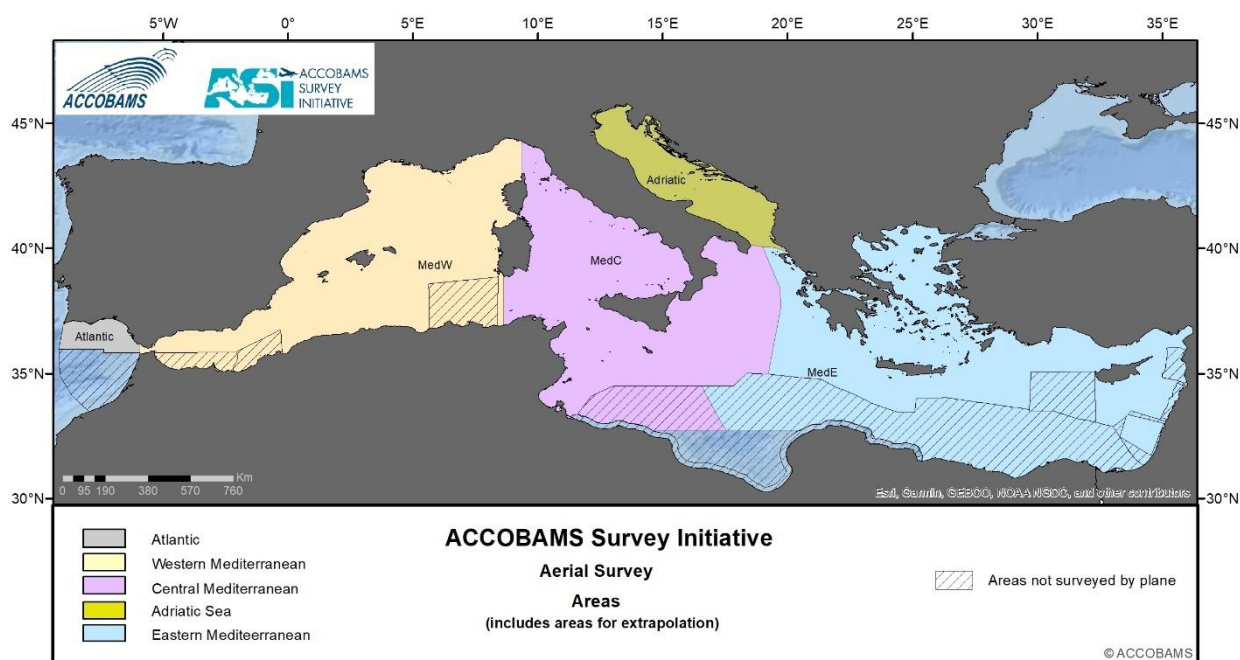 5°W 0° 5°E 10°E 15°E 20°E 25°E 30°E 35°E
ACCOBAMS
ASI
ACCOBAMS
SURVEY
INITIATIVE
45°N 45°N
Adriatic
40°N 40°N
MedW MedC
Atlantic
35°N 35°N
MedE
Km
0 95 190 380 570 760
30°N 30°N
Esri, Garmin, GEBCO, NOAA NGDC, and other contributors
Atlantic
Western Mediterranean
Central Mediterranean
Adriatic Sea
Eastern Mediteerranean
ACCOBAMS Survey Initiative
Aerial Survey
Areas
(includes areas for extrapolation)
Areas not surveyed by plane
© ACCOBAMS